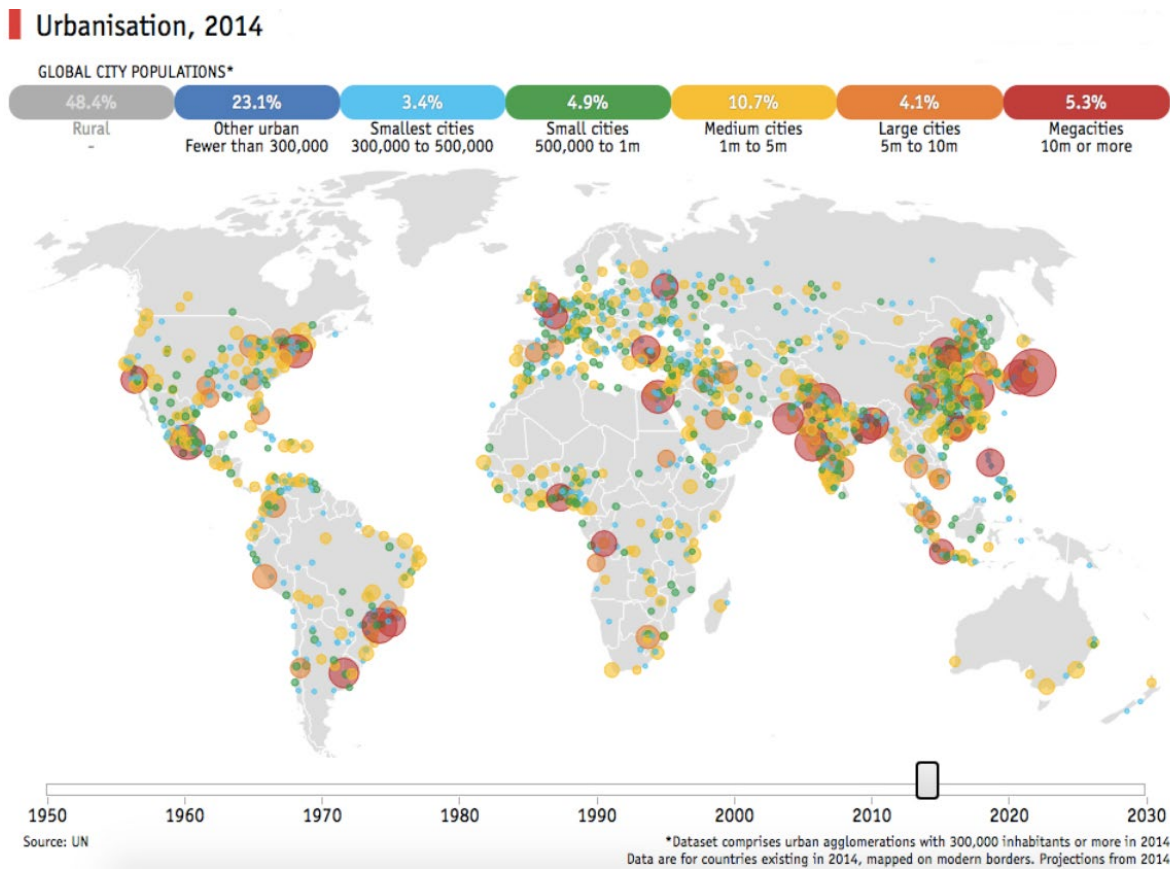 Urbanisation, 2014
GLOBAL CITY POPULATIONS*
48.4% 23.1% 3.4% 4.9% 10.7% 4.1% 5.3%
Rural Other urban Smallest cities Small cities Medium cities Large cities Megacities
- Fewer than 300,000 300,000 to 500,000 500,000 to 1m 1m to 5m 5m to 10m 10m or more
1950 1960 1970 1980 1990 2000 2010 2020 2030
Source: UN
*Dataset comprises urban agglomerations with 300,000 inhabitants or more in 2014
Data are for countries existing in 2014, mapped on modern borders. Projections from 2014